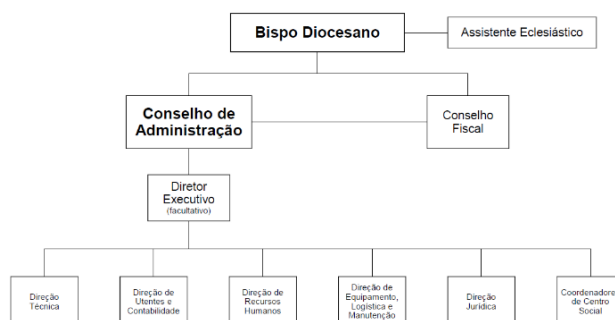 Bispo Diocesano
Assistente Eclesiástico
Conselho de
Administração
Conselho
Fiscal
Diretor
Executivo
(facultativo)
Direção
Técnica
Direção de
Utentes e
Contabilidade
Direção de
Recursos
Humanos
Direção de
Equipamento,
Logística e
Manutenção
Direção
Jurídica
Coordenadores
de Centro
Social